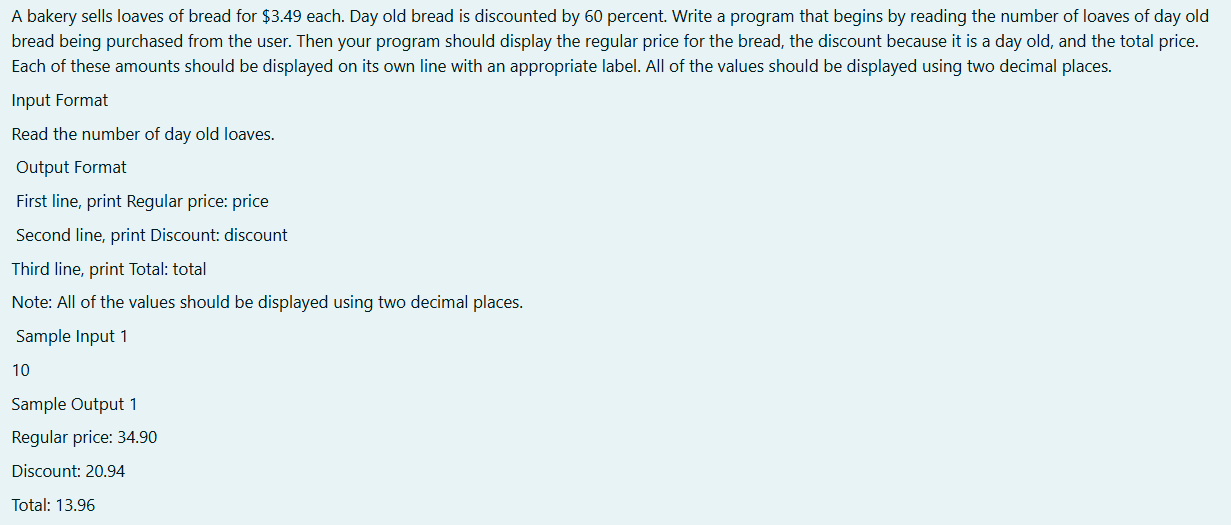 A bakery sells loaves of bread for $3.49 each. Day old bread is discounted by 60 percent. Write a program that begins by reading the number of loaves of day old
bread being purchased from the user. Then your program should display the regular price for the bread, the discount because it is a day old, and the total price.
Each of these amounts should be displayed on its own line with an appropriate label. All of the values should be displayed using two decimal places.
Input Format
Read the number of day old loaves.
Output Format
First line, print Regular price: price
Second line, print Discount: discount
Third line, print Total: total
Note: All of the values should be displayed using two decimal places.
Sample Input 1
10
Sample Output 1
Regular price: 34.90
Discount: 20.94
Total: 13.96